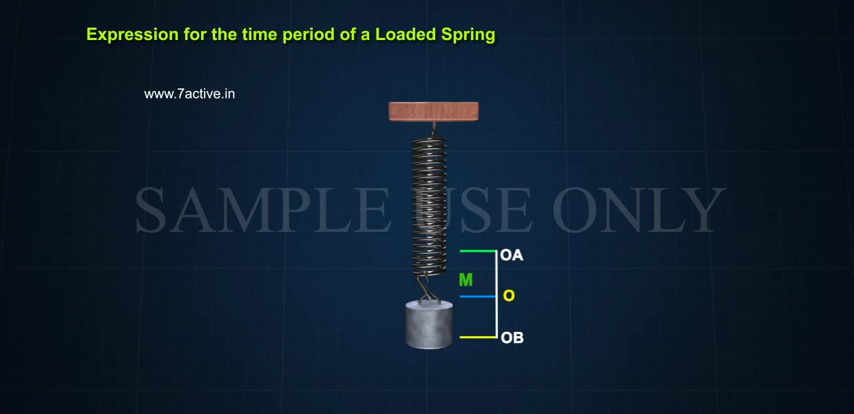 Expression for the time period of a Loaded Spring
www.7active.in
SAMPLE USE ONLY
OA
M
O
OB